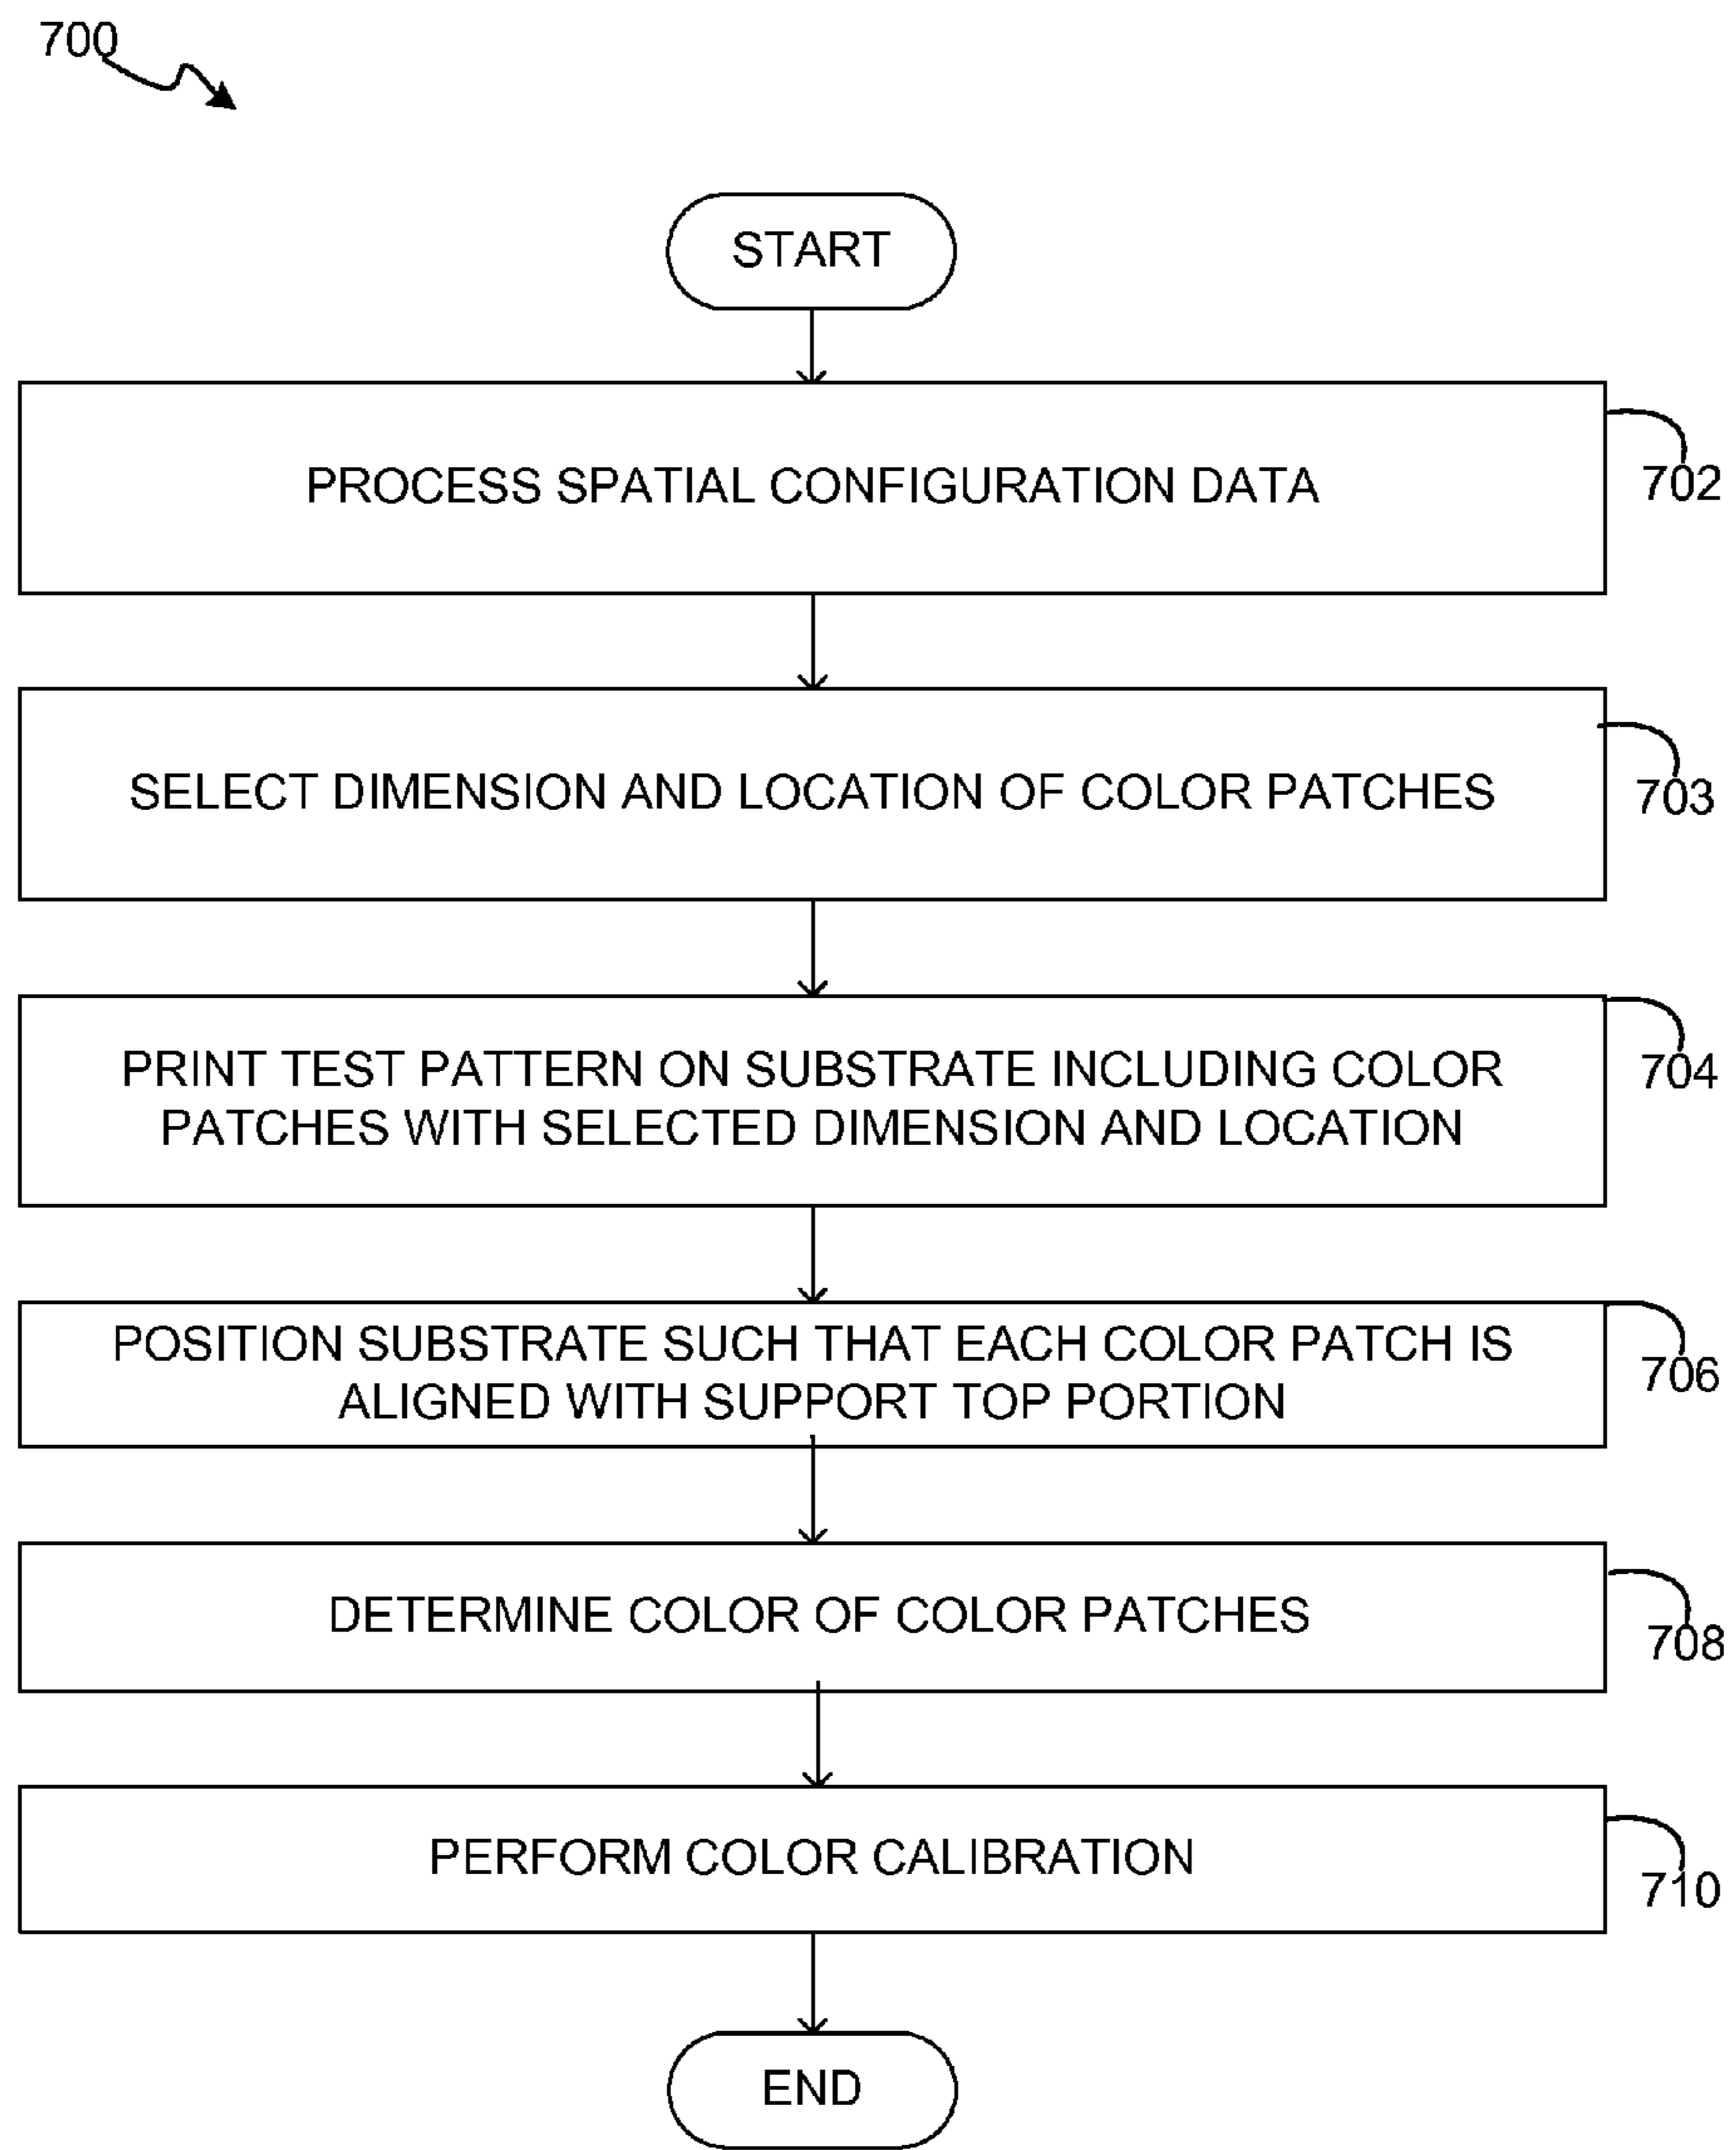 700
START
PROCESS SPATIAL CONFIGURATION DATA
702
SELECT DIMENSION AND LOCATION OF COLOR PATCHES
703
PRINT TEST PATTERN ON SUBSTRATE INCLUDING COLOR
PATCHES WITH SELECTED DIMENSION AND LOCATION
704
POSITION SUBSTRATE SUCH THAT EACH COLOR PATCH IS
ALIGNED WITH SUPPORT TOP PORTION
706
DETERMINE COLOR OF COLOR PATCHES
708
PERFORM COLOR CALIBRATION
710
END